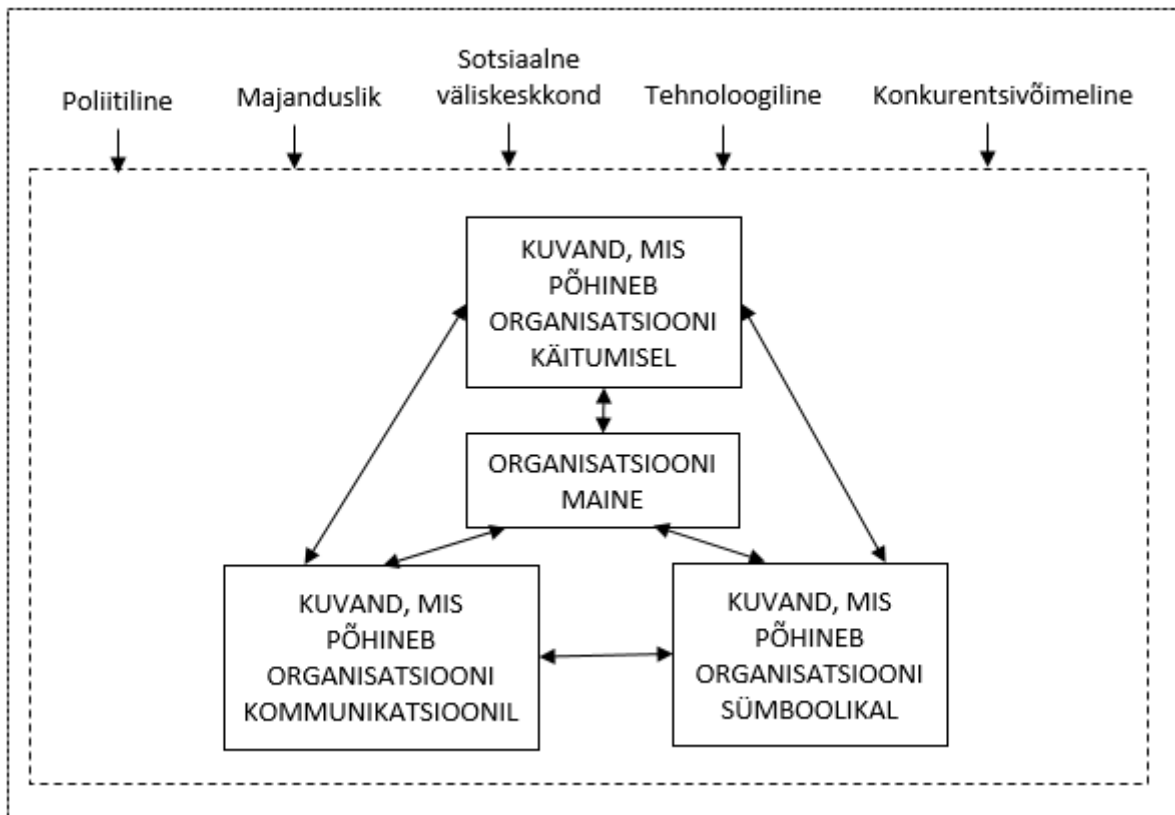 Poliitiline
Majanduslik
Sotsiaalne
väliskeskkond
Tehnoloogiline
Konkurentsivõimeline
KUVAND, MIS
PÕHINEB
ORGANISATSIOONI
KÄITUMISEL
ORGANISATSIOONI
MAINE
KUVAND, MIS
PÕHINEB
ORGANISATSIOONI
KOMMUNIKATSIOONIL
KUVAND, MIS
PÕHINEB
ORGANISATSIOONI
SÜMBOOLIKAL